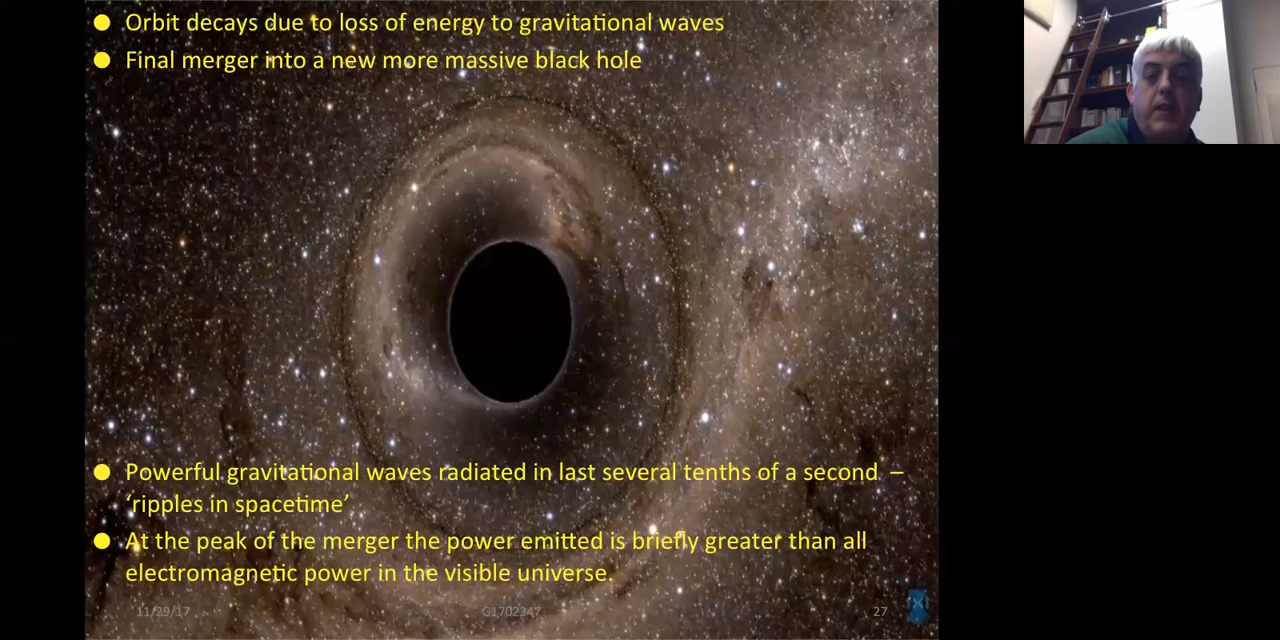 ● Orbit decays due to loss of energy to gravitational waves
● Final merger into a new more massive black hole
● Powerful gravitational waves radiated in last several tenths of a second –
‘ripples in spacetime’
● At the peak of the merger the power emitted is briefly greater than all
electromagnetic power in the visible universe.
11/29/17 G1702347 27